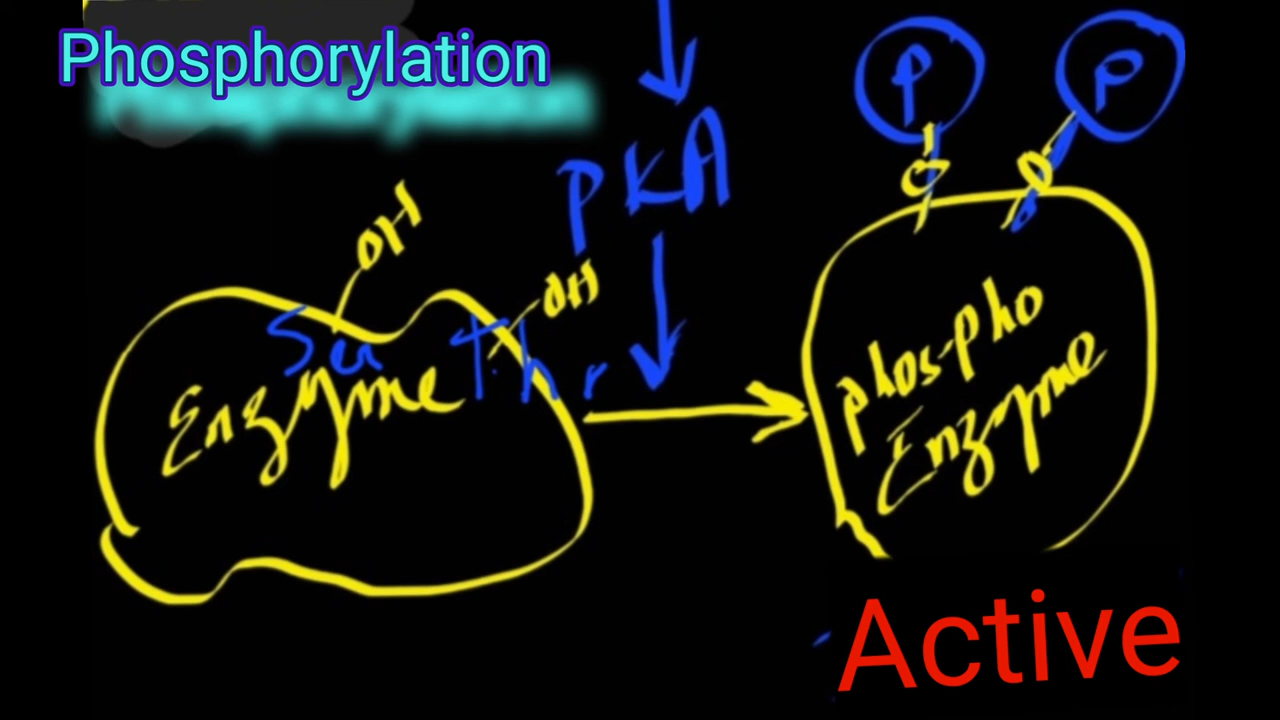 Phosphorylation
PKA
P
P
O
O
OH
OH
Ser
Thr
Enzyme
phos-pho
Enzyme
Active